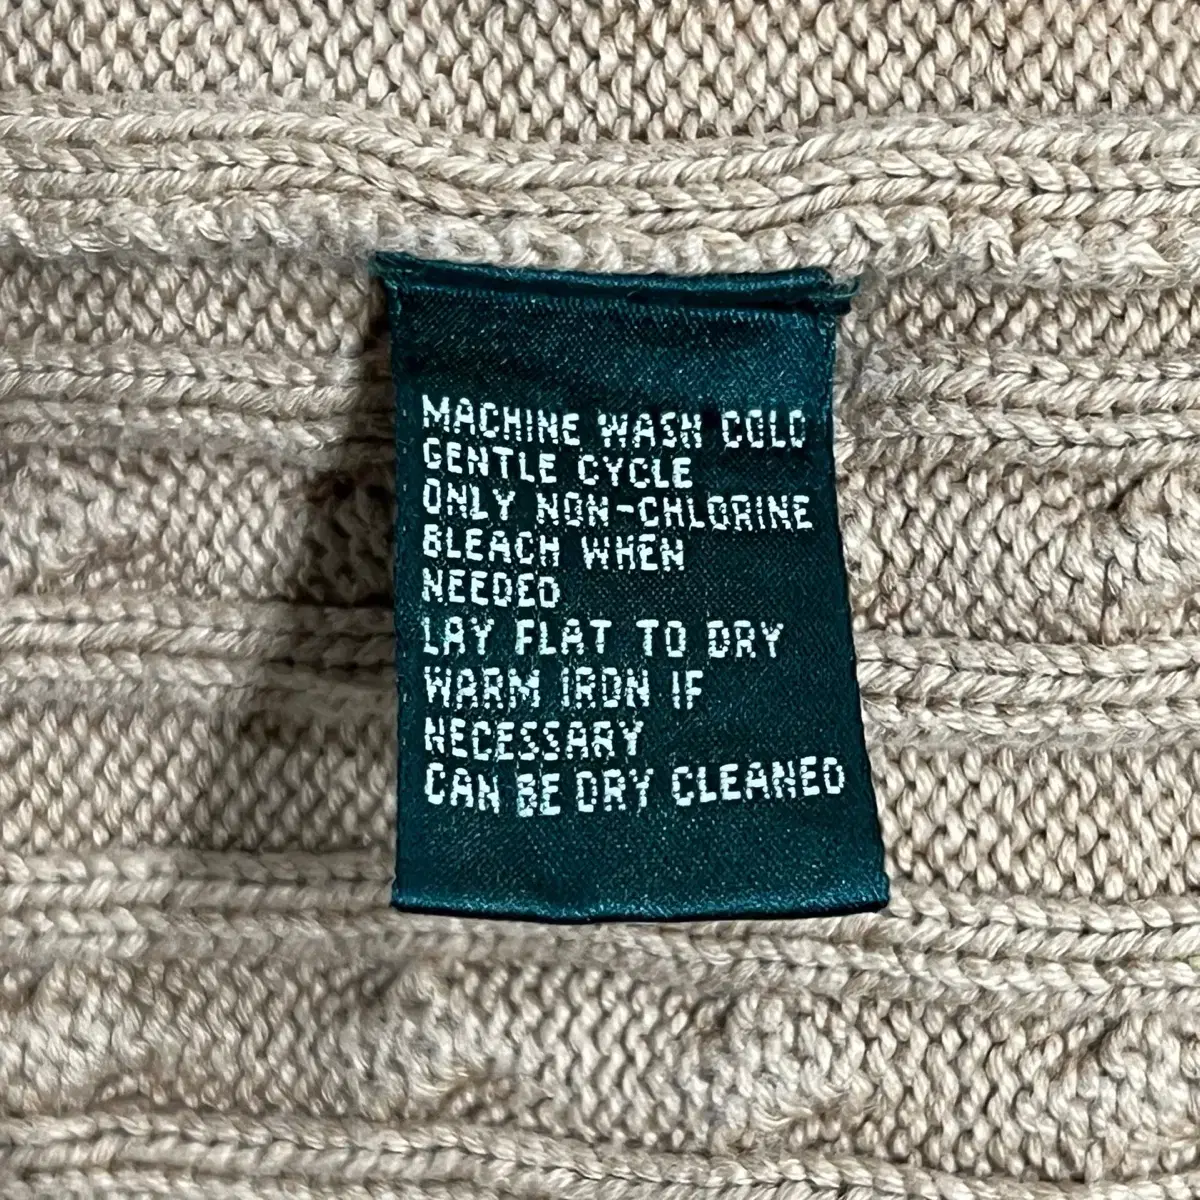 MACHINE WASH COLD
GENTLE CYCLE
ONLY NON-CHLORINE
BLEACH WHEN
NEEDED
LAY FLAT TO DRY
WARM IRON IF
NECESSARY
CAN BE DRY CLEANED